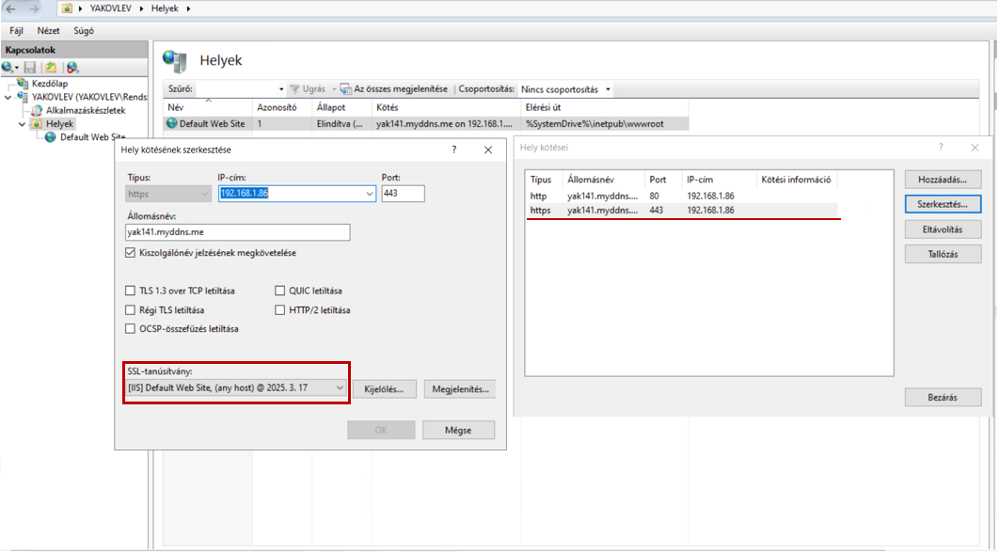 YAKOVLEV Helyek
Fájl Nézet Súgó
Kapcsolatok
Kezdőlap
YAKOVLEV (YAKOVLEV\Rends
Alkalmazáskészletek
Helyek
Default Web Site
Helyek
Szűrő: Ugrás Az összes megjelenítése Csoportosítás: Nincs csoportosítás
Név Azonosító Állapot Kötés Elérési út
Default Web Site 1 Elindítva (... yak141.myddns.me on 192.168.1.... %SystemDrive%\inetpub\wwwroot
Hely kötésének szerkesztése ?
Típus: IP-cím: Port:
https 192.168.1.86 443
Állomásnév:
yak141.myddns.me
Kiszolgálónév jelzésének megkövetelése
TLS 1.3 over TCP letiltása QUIC letiltása
Régi TLS letiltása HTTP/2 letiltása
OCSP-összefűzés letiltása
SSL-tanúsítvány:
[IIS] Default Web Site, (any host) @ 2025. 3. 17 Kijelölés... Megjelenítés...
OK Mégse
Hely kötései ?
Típus Állomásnév Port IP-cím Kötési információ
http yak141.myddns.... 80 192.168.1.86
https yak141.myddns.... 443 192.168.1.86
Hozzáadás...
Szerkesztés...
Eltávolítás
Tallózás
Bezárás